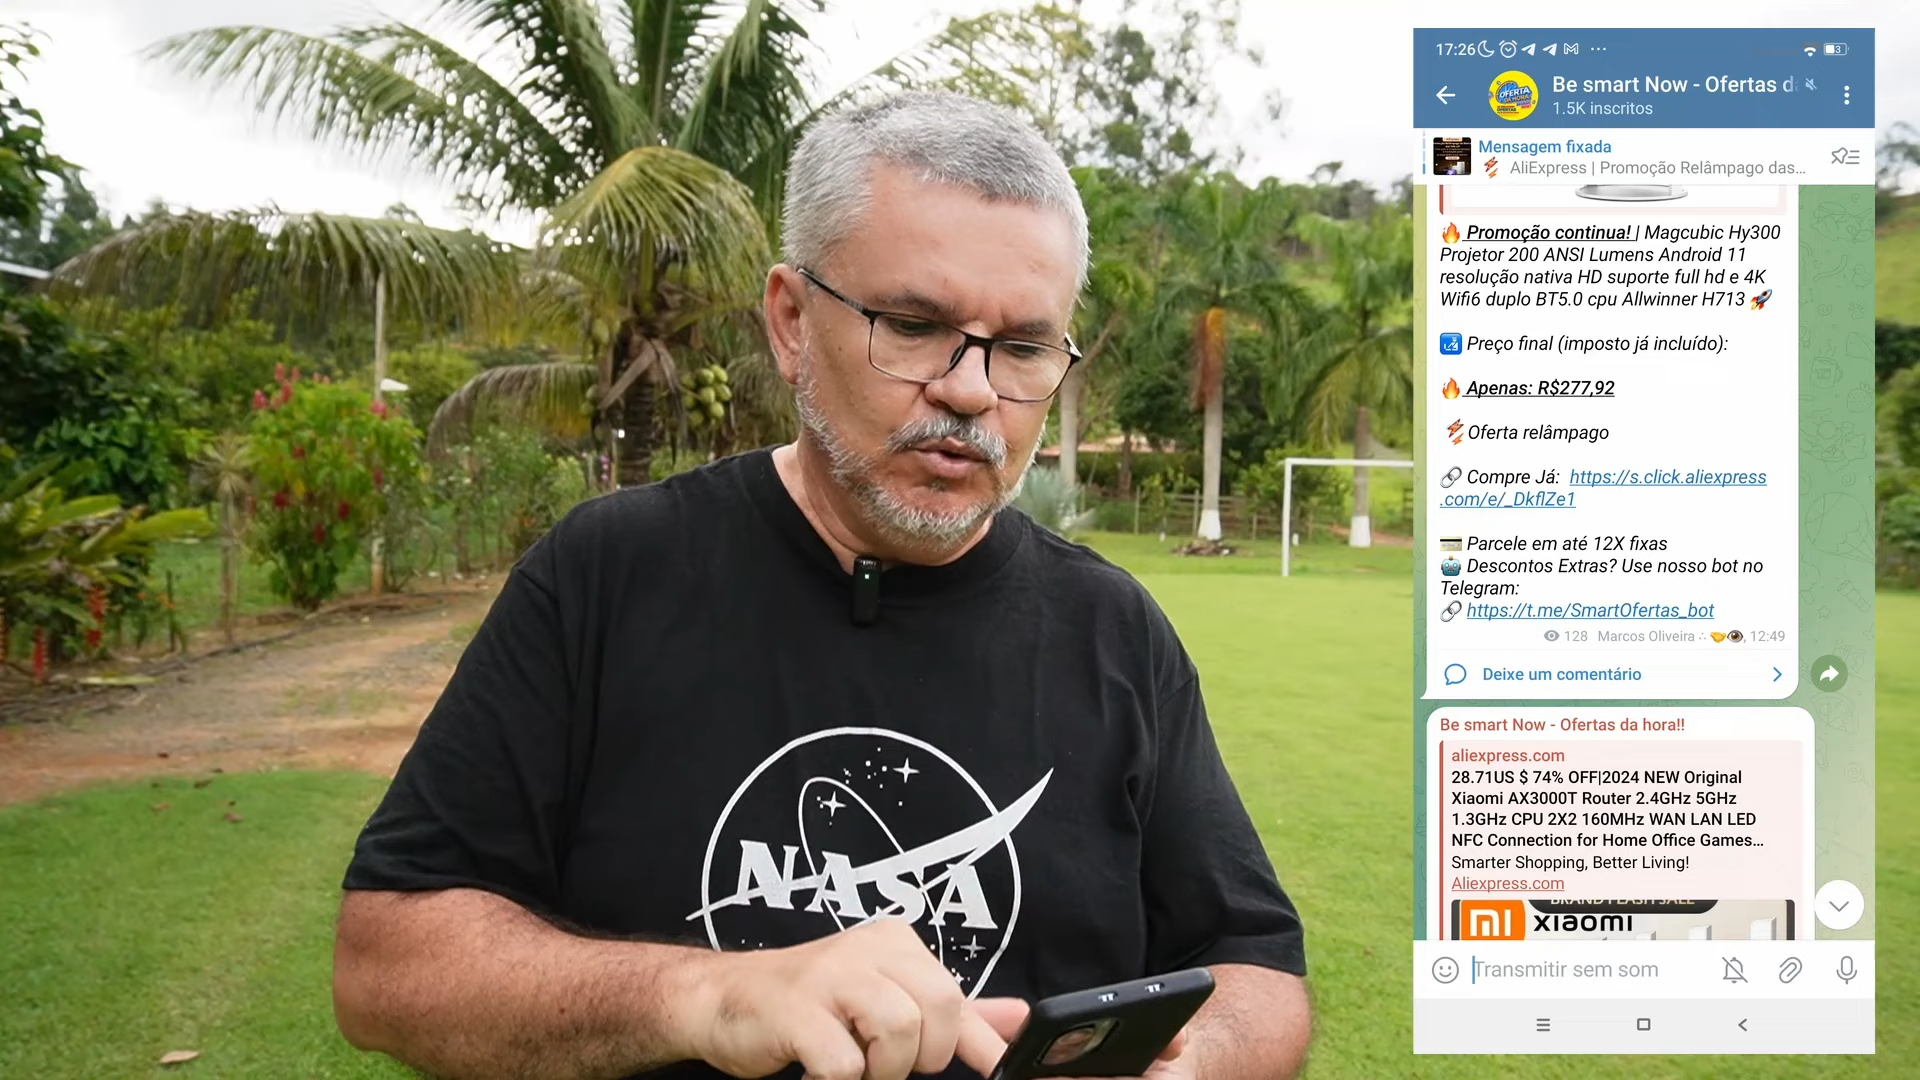 NASA
17:26
3
Be smart Now - Ofertas d
1.5K inscritos
Mensagem fixada
AliExpress | Promoção Relâmpago das...
🔥 Promoção continua! | Magcubic Hy300
Projetor 200 ANSI Lumens Android 11
resolução nativa HD suporte full hd e 4K
Wifi6 duplo BT5.0 cpu Allwinner H713 🚀
🛃 Preço final (imposto já incluído):
🔥 Apenas: R$277,92
⚡Oferta relâmpago
🔗 Compre Já: https://s.click.aliexpress
.com/e/_DkflZe1
💳 Parcele em até 12X fixas
🤖 Descontos Extras? Use nosso bot no
Telegram:
🔗 https://t.me/SmartOfertas_bot
128 Marcos Oliveira ∴ 🤝👁, 12:49
Deixe um comentário
Be smart Now - Ofertas da hora!!
aliexpress.com
28.71US $ 74% OFF|2024 NEW Original
Xiaomi AX3000T Router 2.4GHz 5GHz
1.3GHz CPU 2X2 160MHz WAN LAN LED
NFC Connection for Home Office Games...
Smarter Shopping, Better Living!
Aliexpress.com
BRAND FLASH SALE
mi xiaomi
Transmitir sem som